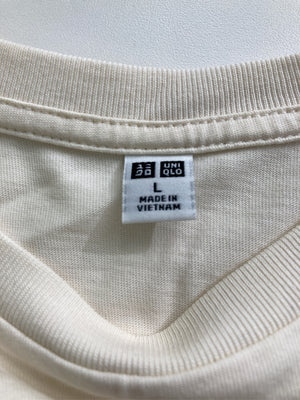 ユニ UNI
クロ QLO
L
MADE IN
VIETNAM